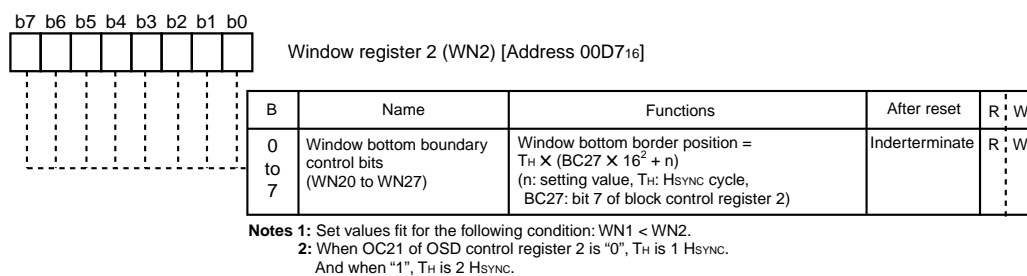 b7 b6 b5 b4 b3 b2 b1 b0
Window register 2 (WN2) [Address 00D7₁₆]
B Name Functions After reset R W
0 to 7
Window bottom boundary control bits (WN20 to WN27)
Window bottom border position =
TH X (BC27 X 16² + n)
(n: setting value, TH: HSYNC cycle,
BC27: bit 7 of block control register 2)
Inderterminate R W
Notes 1: Set values fit for the following condition: WN1 < WN2.
2: When OC21 of OSD control register 2 is “0”, TH is 1 HSYNC.
And when “1”, TH is 2 HSYNC.